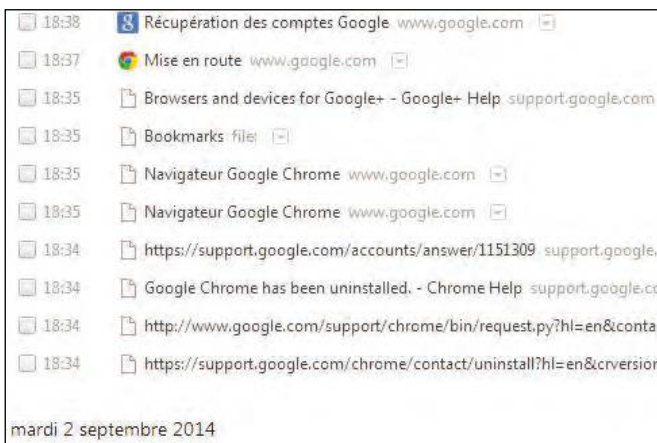 18:38 Récupération des comptes Google www.google.com
18:37 Mise en route www.google.com
18:35 Browsers and devices for Google+ - Google+ Help support.google.com
18:35 Bookmarks file:
18:35 Navigateur Google Chrome www.google.com
18:35 Navigateur Google Chrome www.google.com
18:34 https://support.google.com/accounts/answer/1151309 support.google.
18:34 Google Chrome has been uninstalled. - Chrome Help support.google.co
18:34 http://www.google.com/support/chrome/bin/request.py?hl=en&conta
18:34 https://support.google.com/chrome/contact/uninstall?hl=en&crversion
mardi 2 septembre 2014